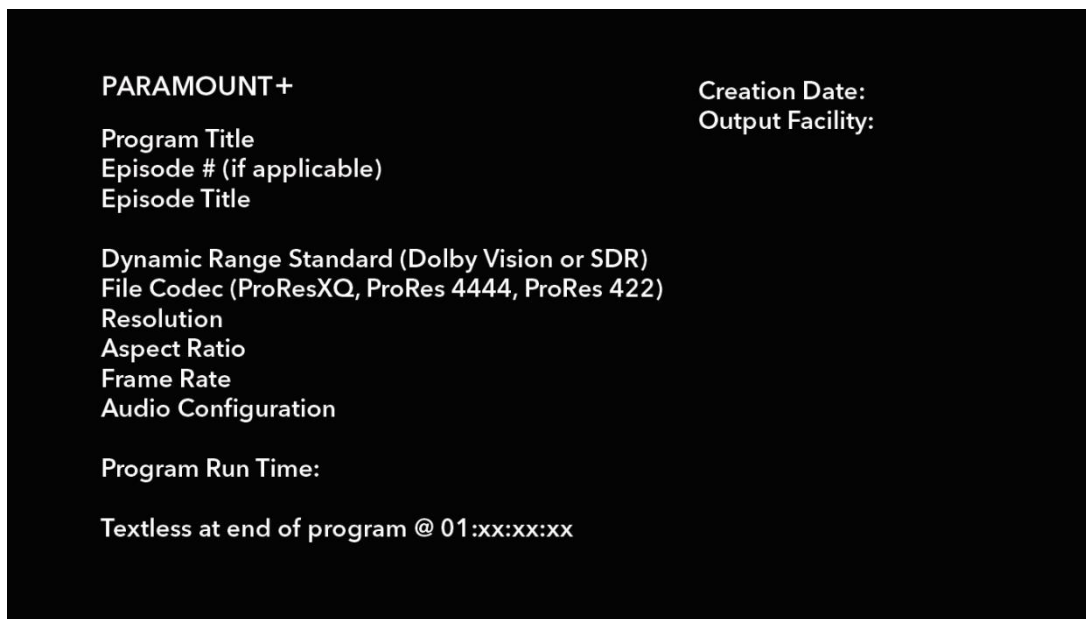 PARAMOUNT+
Program Title
Episode # (if applicable)
Episode Title
Dynamic Range Standard (Dolby Vision or SDR)
File Codec (ProResXQ, ProRes 4444, ProRes 422)
Resolution
Aspect Ratio
Frame Rate
Audio Configuration
Program Run Time:
Textless at end of program @ 01:xx:xx:xx
Creation Date:
Output Facility: